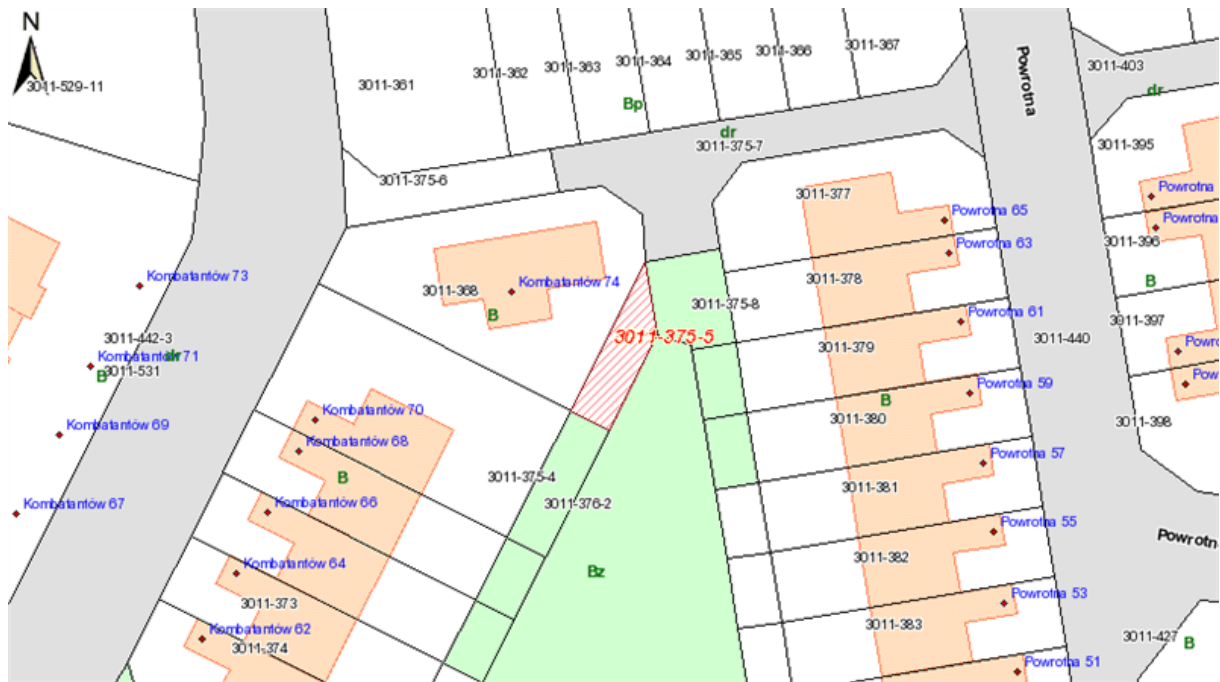 N
3011-529-11
3011-361
3011-362
3011-363
3011-364
3011-365
3011-366
3011-367
Powrotna
3011-403
dr
Bp
dr
3011-375-7
3011-395
3011-375-6
3011-377
Powrotna
Powrotna 65
Powrotna
3011-396
Powrotna 63
Kombatantów 73
Kombatantów 74
3011-368
3011-378
B
3011-375-8
B
Powrotna 61
3011-397
3011-442-3
3011-375-5
3011-440
3011-379
Kombatantów 71
dr
3011-531
B
Powrotna 59
B
3011-380
3011-398
Kombatantów 70
Kombatantów 69
Kombatantów 68
Powrotna 57
B
3011-375-4
3011-381
Kombatantów 67
Kombatantów 66
3011-376-2
Powrotna 55
3011-382
Kombatantów 64
Bz
3011-373
Powrotna 53
3011-383
Kombatantów 62
3011-374
3011-427
B
Powrotna 51